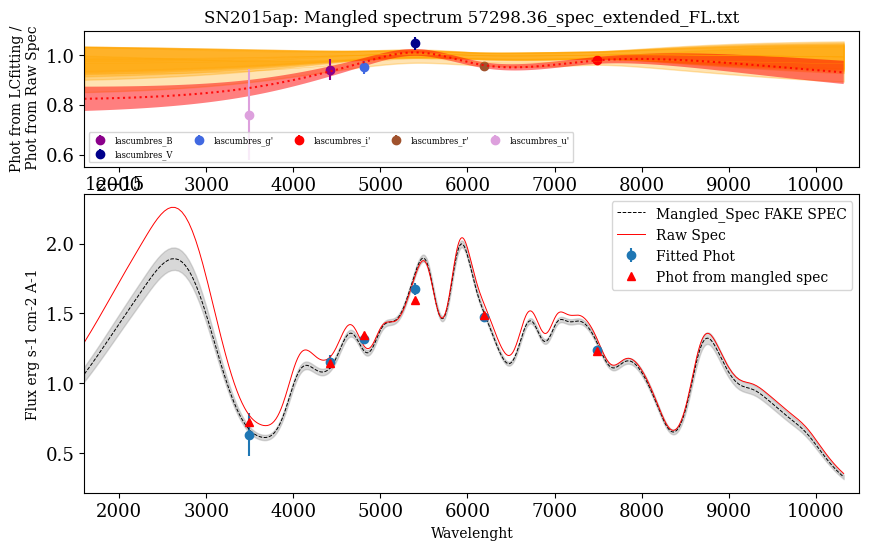 SN2015ap: Mangled spectrum 57298.36_spec_extended_FL.txt
Phot from LCfitting /
Phot from Raw Spec
1.0
0.8
0.6
lascumbres_B
lascumbres_g'
lascumbres_i'
lascumbres_r'
lascumbres_u'
lascumbres_V
2000 3000 4000 5000 6000 7000 8000 9000 10000
1e−15
Flux erg s-1 cm-2 A-1
2.0
1.5
1.0
0.5
Mangled_Spec FAKE SPEC
Raw Spec
Fitted Phot
Phot from mangled spec
2000 3000 4000 5000 6000 7000 8000 9000 10000
Wavelenght